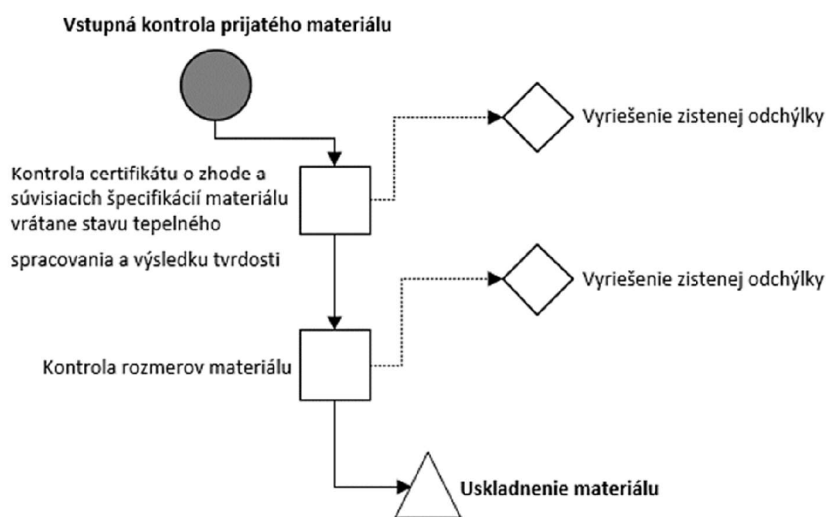 Vstupná kontrola prijatého materiálu
Vyriešenie zistenej odchýlky
Kontrola certifikátu o zhode a
súvisiacich špecifikácií materiálu
vrátane stavu tepelného
spracovania a výsledku tvrdosti
Vyriešenie zistenej odchýlky
Kontrola rozmerov materiálu
Uskladnenie materiálu